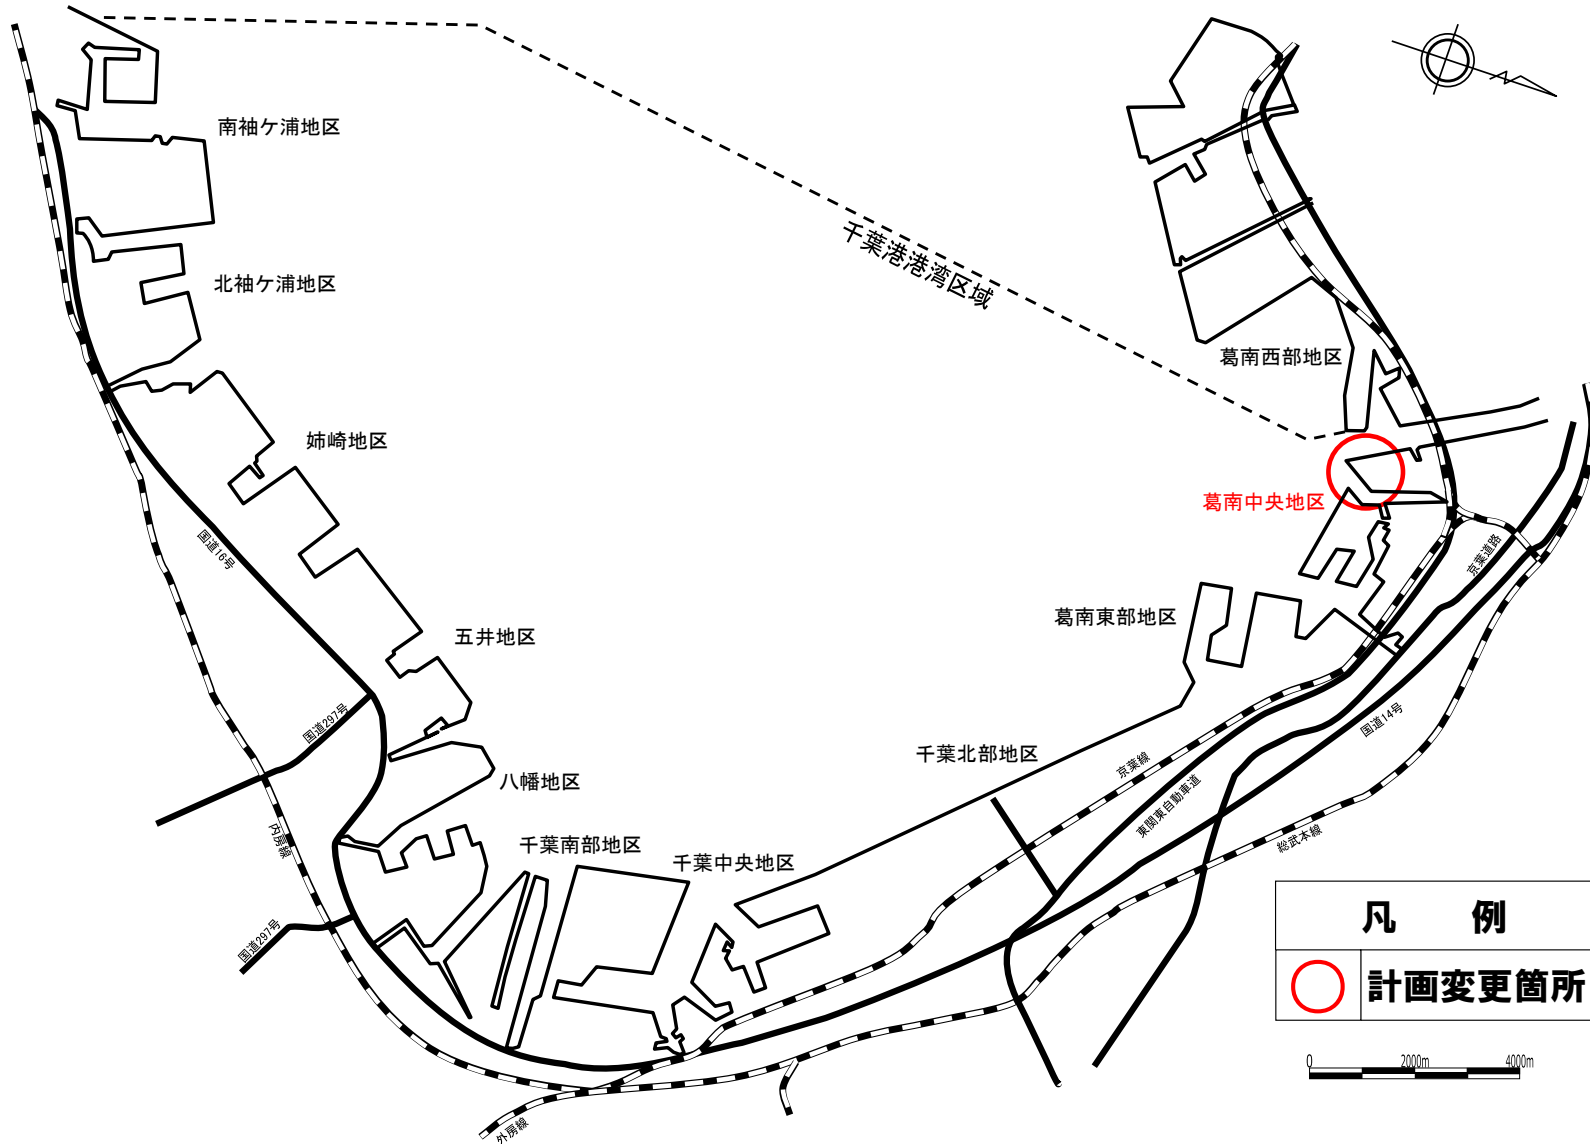 南袖ケ浦地区
北袖ケ浦地区
千葉港港湾区域
葛南西部地区
姉崎地区
葛南中央地区
国道16号
京葉道路
葛南東部地区
五井地区
国道297号
国道14号
千葉北部地区
京葉線
東関東自動車道
八幡地区
内房線
総武本線
千葉南部地区
千葉中央地区
国道297号
外房線
凡 例
計画変更箇所
0 2000m 4000m